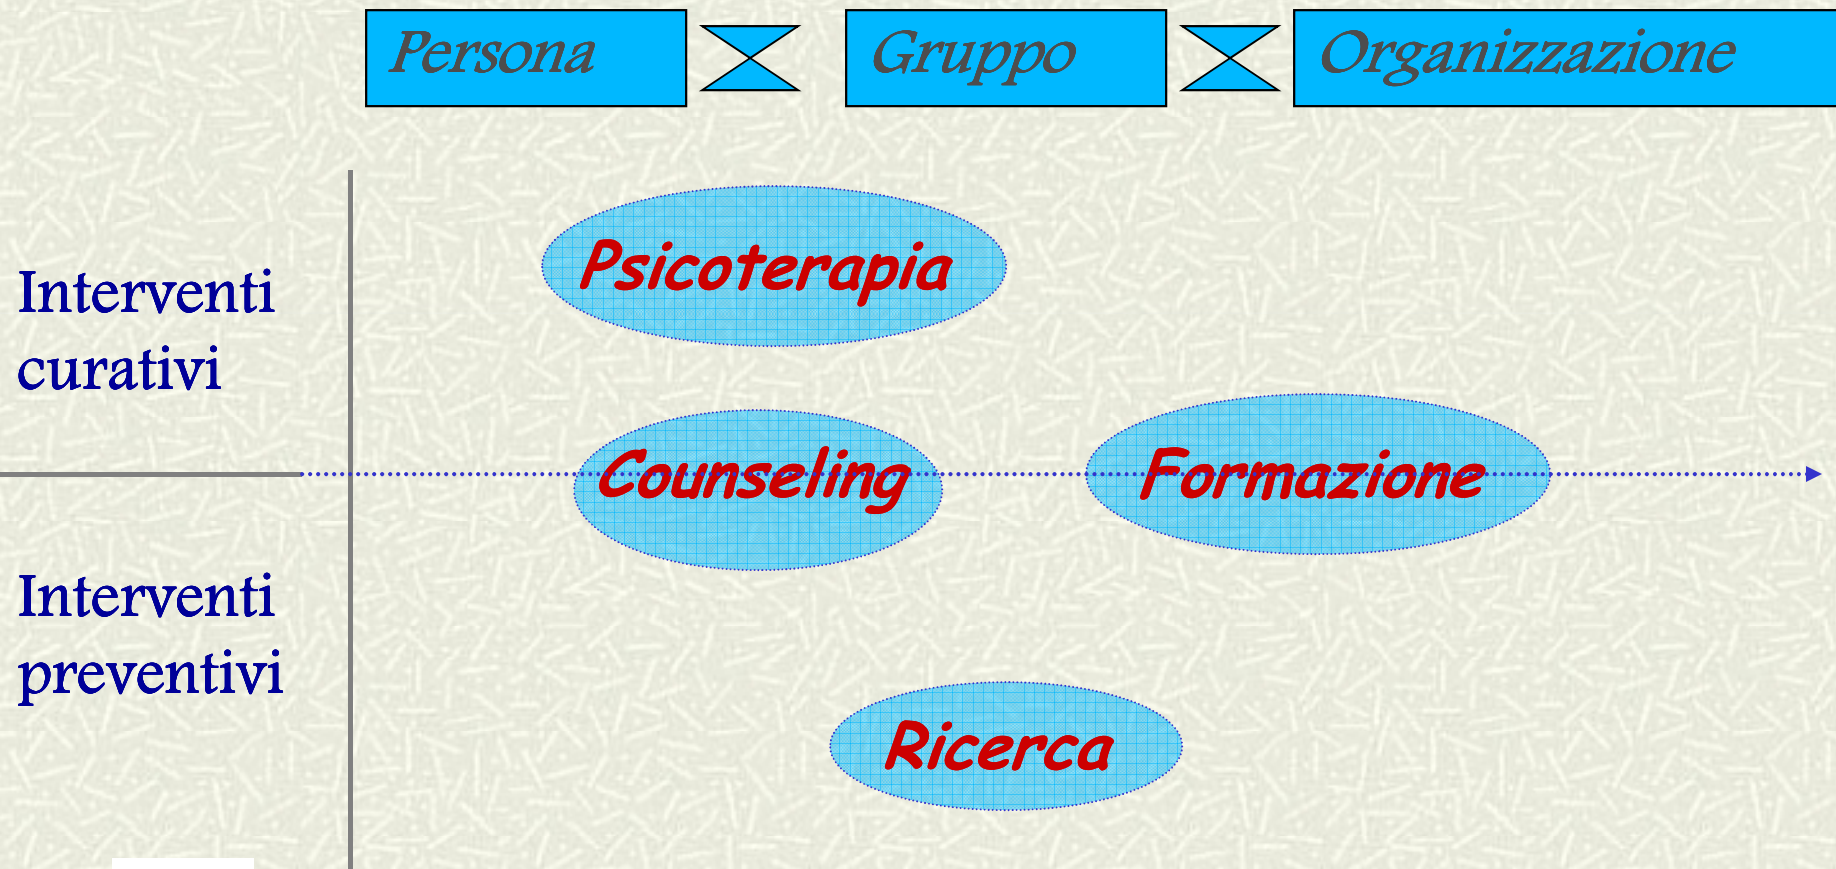 Persona Gruppo Organizzazione
Psicoterapia
Interventi
curativi
Counseling Formazione
Interventi
preventivi
Ricerca